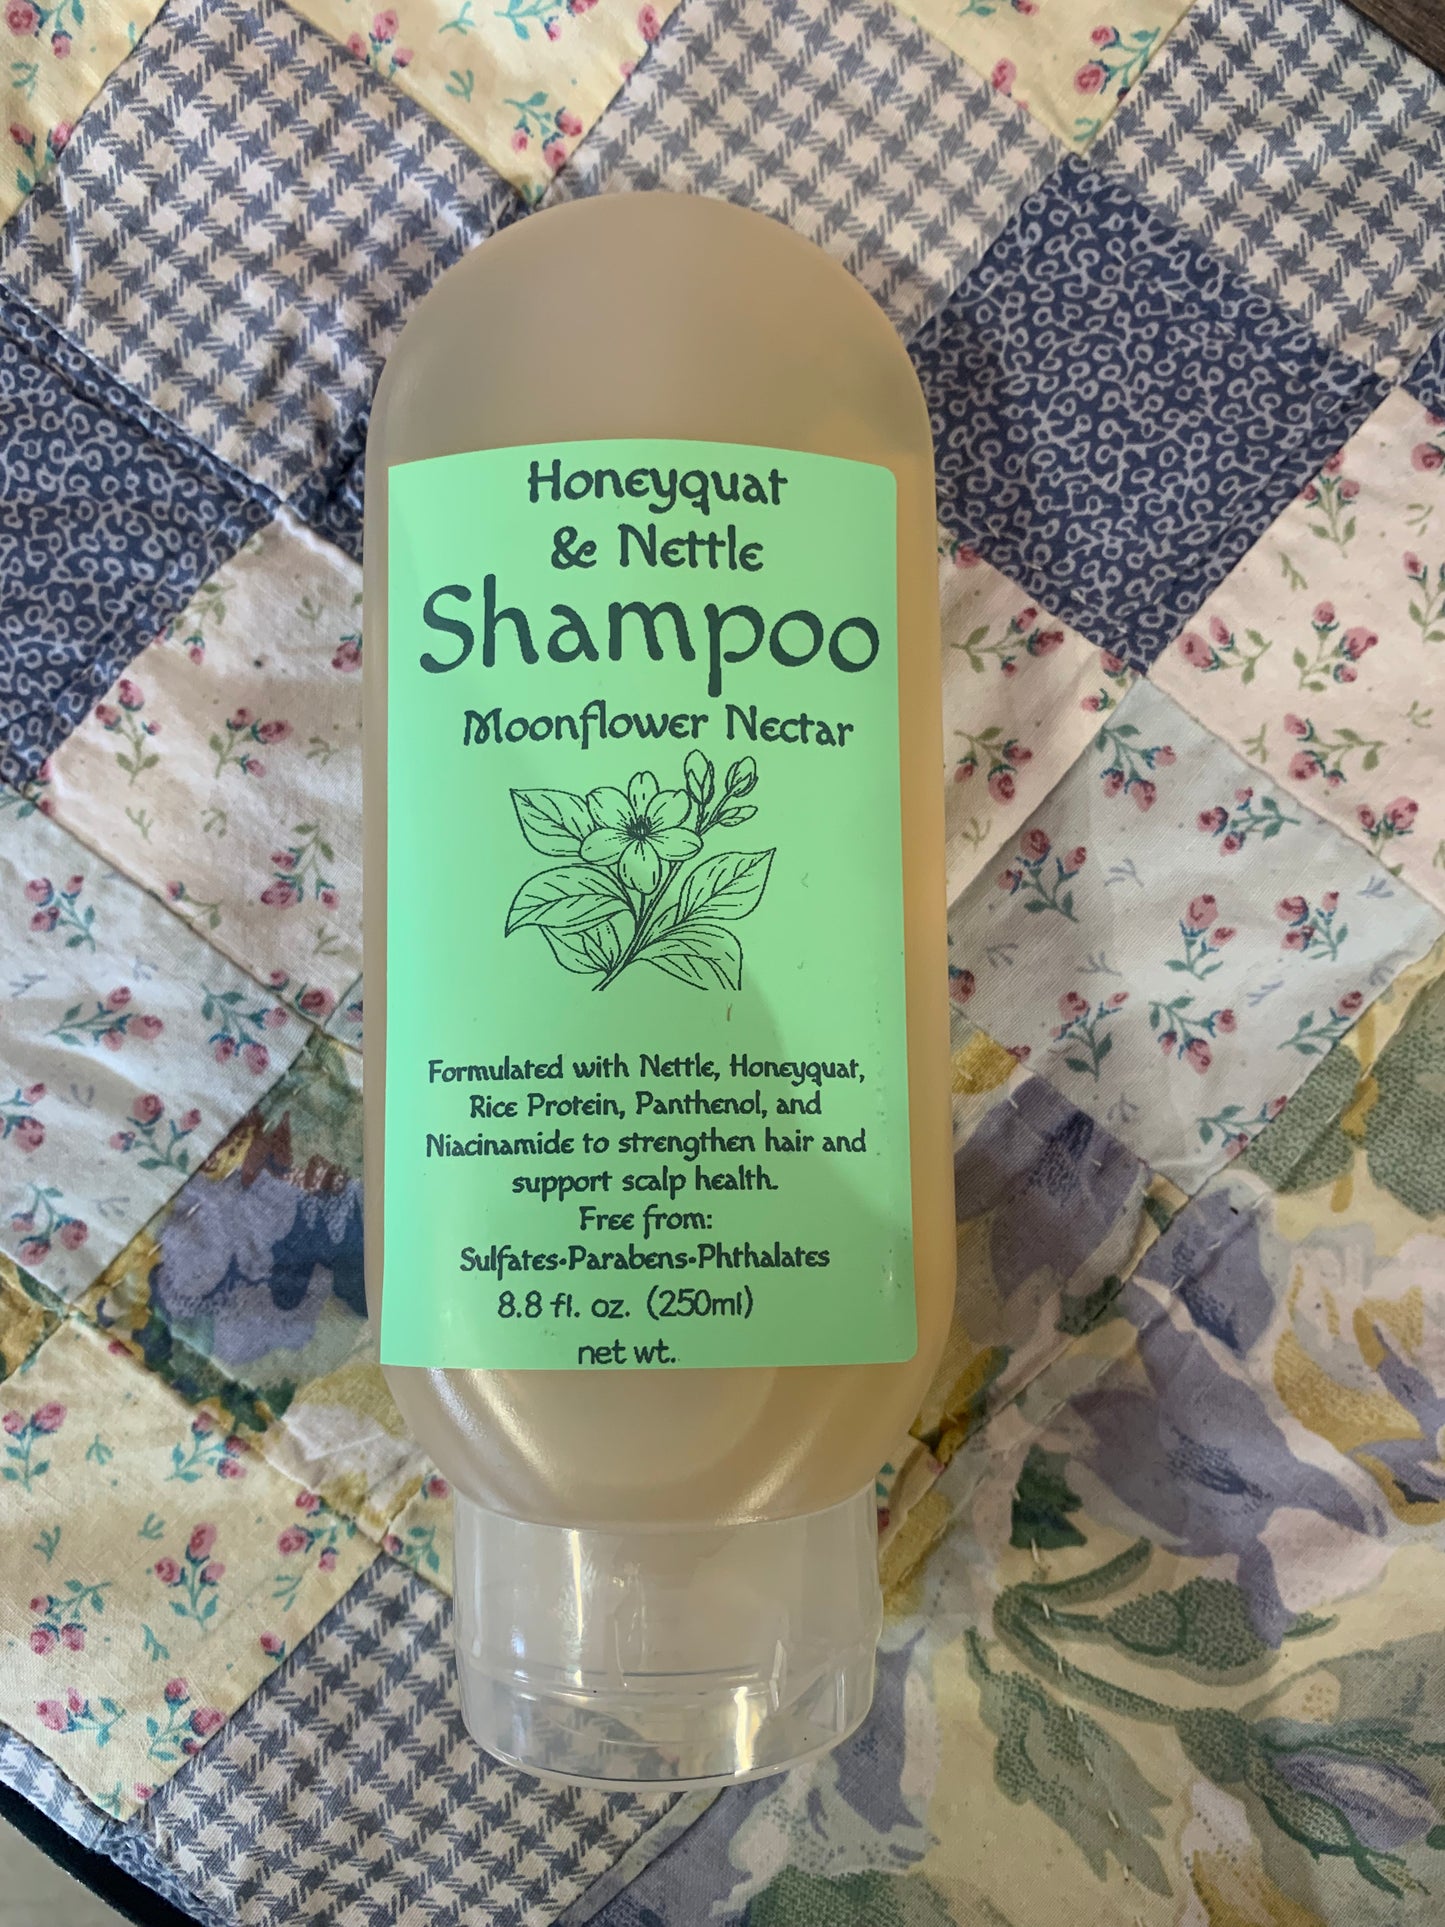 Honeyquat
& Nettle
Shampoo
Moonflower Nectar
Formulated with Nettle, Honeyquat,
Rice Protein, Panthenol, and
Niacinamide to strengthen hair and
support scalp health.
Free from:
Sulfates•Parabens•Phthalates
8.8 fl. oz. (250ml)
net wt.